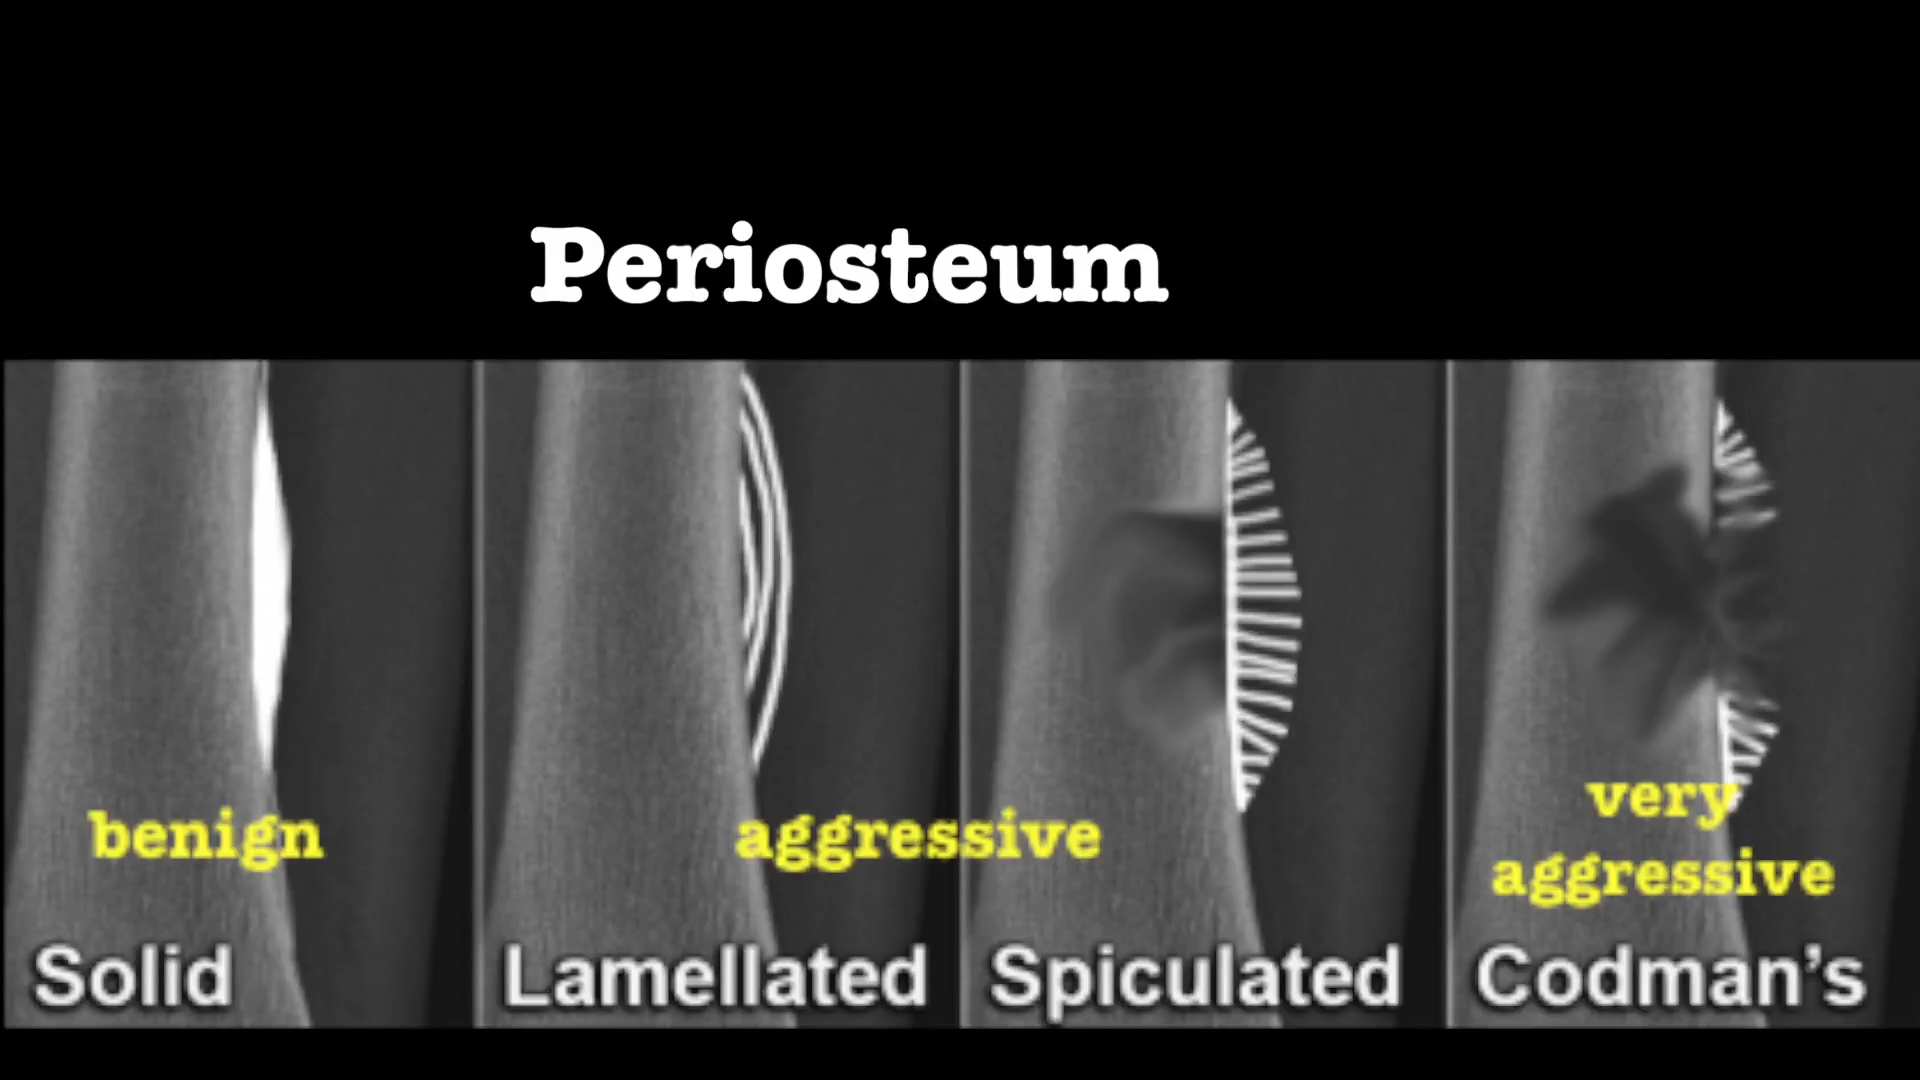 Periosteum
benign
aggressive
very
aggressive
Solid
Lamellated
Spiculated
Codman's